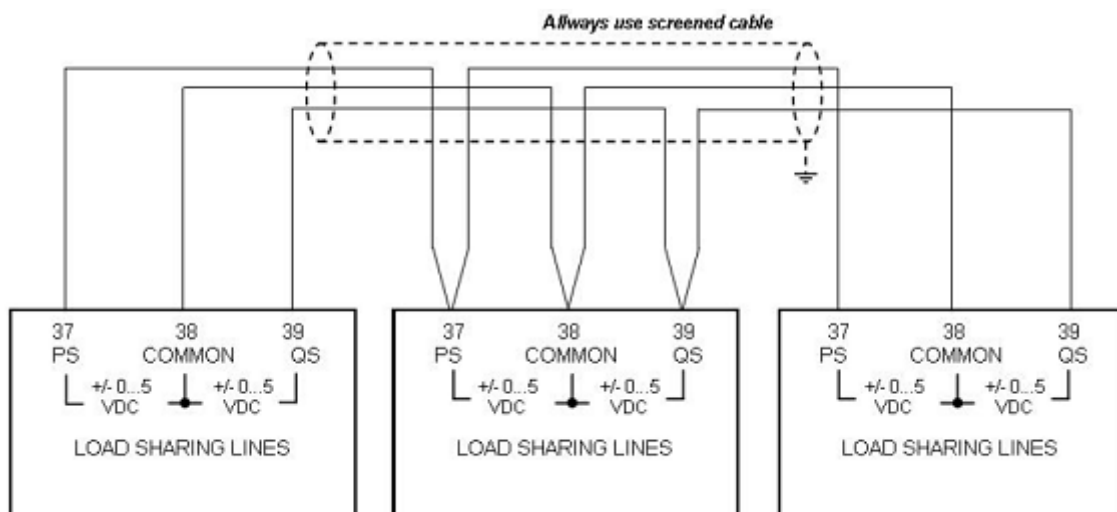 Allways use screened cable
37 38 39
PS COMMON QS
+/- 0...5 +/- 0...5
VDC VDC
LOAD SHARING LINES
37 38 39
PS COMMON QS
+/- 0...5 +/- 0...5
VDC VDC
LOAD SHARING LINES
37 38 39
PS COMMON QS
+/- 0...5 +/- 0...5
VDC VDC
LOAD SHARING LINES